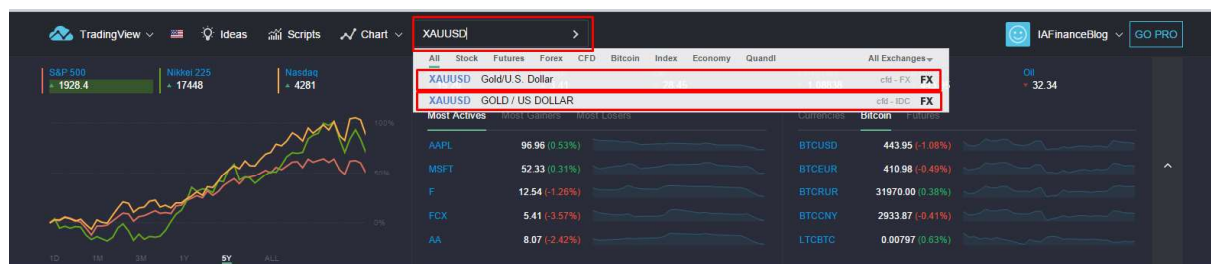 TradingView Ideas Scripts Chart XAUUSD IAFinanceBlog GO PRO
All Stock Futures Forex CFD Bitcoin Index Economy Quandl All Exchanges
S&P 500 Nikkei 225 Nasdaq Oil
1928.4 17448 4281 32.34
XAUUSD Gold/U.S. Dollar cfd - FX FX
XAUUSD GOLD / US DOLLAR cfd - IDC FX
Most Actives Most Gainers Most Losers Currencies Bitcoin Futures
100%
AAPL 96.96 (0.53%) BTCUSD 443.95 (-1.08%)
MSFT 52.33 (0.31%) BTCEUR 410.98 (-0.49%)
50%
F 12.54 (-1.26%) BTCRUR 31970.00 (0.38%)
FCX 5.41 (-3.57%) BTCCNY 2933.87 (-0.41%)
0%
AA 8.07 (-2.42%) LTCBTC 0.00797 (0.63%)
1D 1M 3M 1Y 5Y ALL